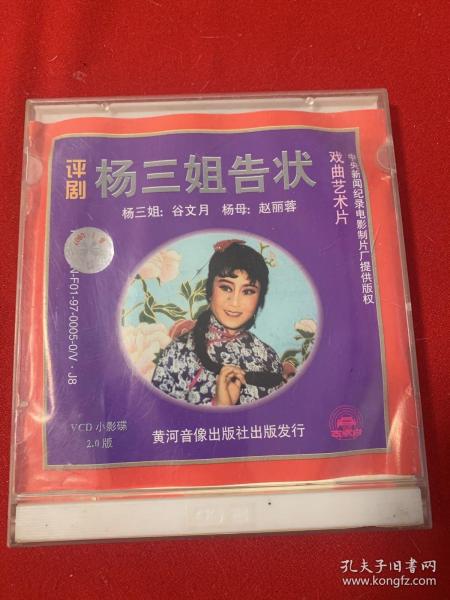 评剧
杨三姐告状
杨三姐：谷文月 杨母：赵丽蓉
戏曲艺术片
中央新闻纪录电影制片厂提供版权
N-F01-97-0005-0/V·J8
VCD 小影碟
2.0 版
黄河音像出版社出版发行
孔夫子旧书网
www.kongfz.com